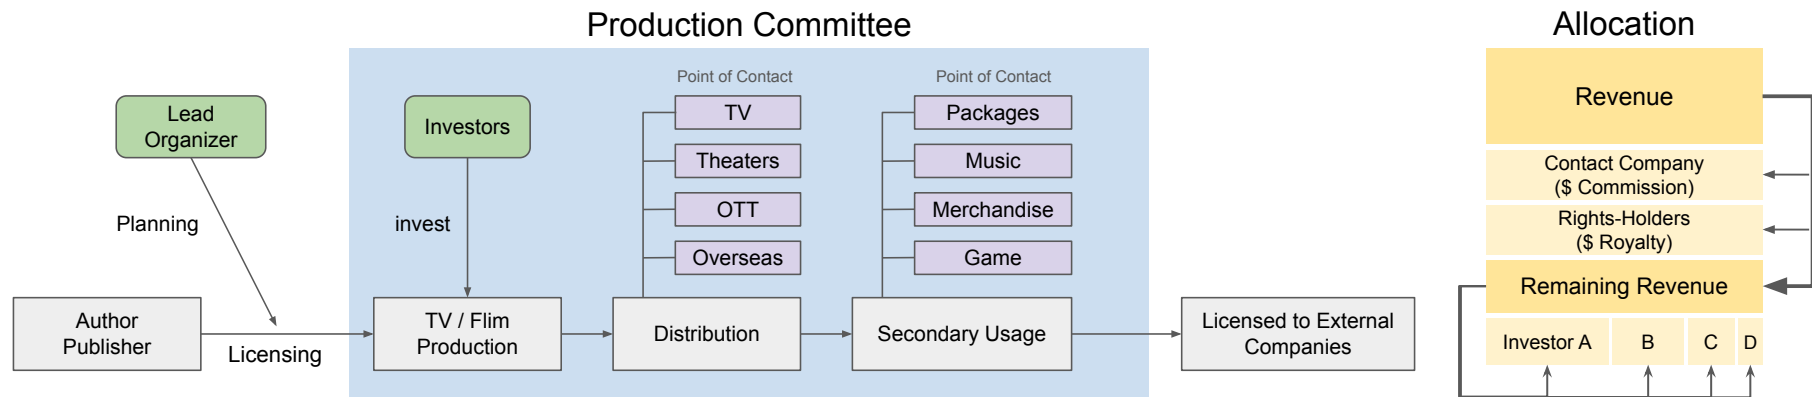 Production Committee
Allocation
Point of Contact
Point of Contact
Lead
Organizer
Investors
TV
Theaters
OTT
Overseas
Packages
Music
Merchandise
Game
Planning
invest
Author
Publisher
Licensing
TV / Flim
Production
Distribution
Secondary Usage
Licensed to External
Companies
Revenue
Contact Company
($ Commission)
Rights-Holders
($ Royalty)
Remaining Revenue
Investor A
B
C
D